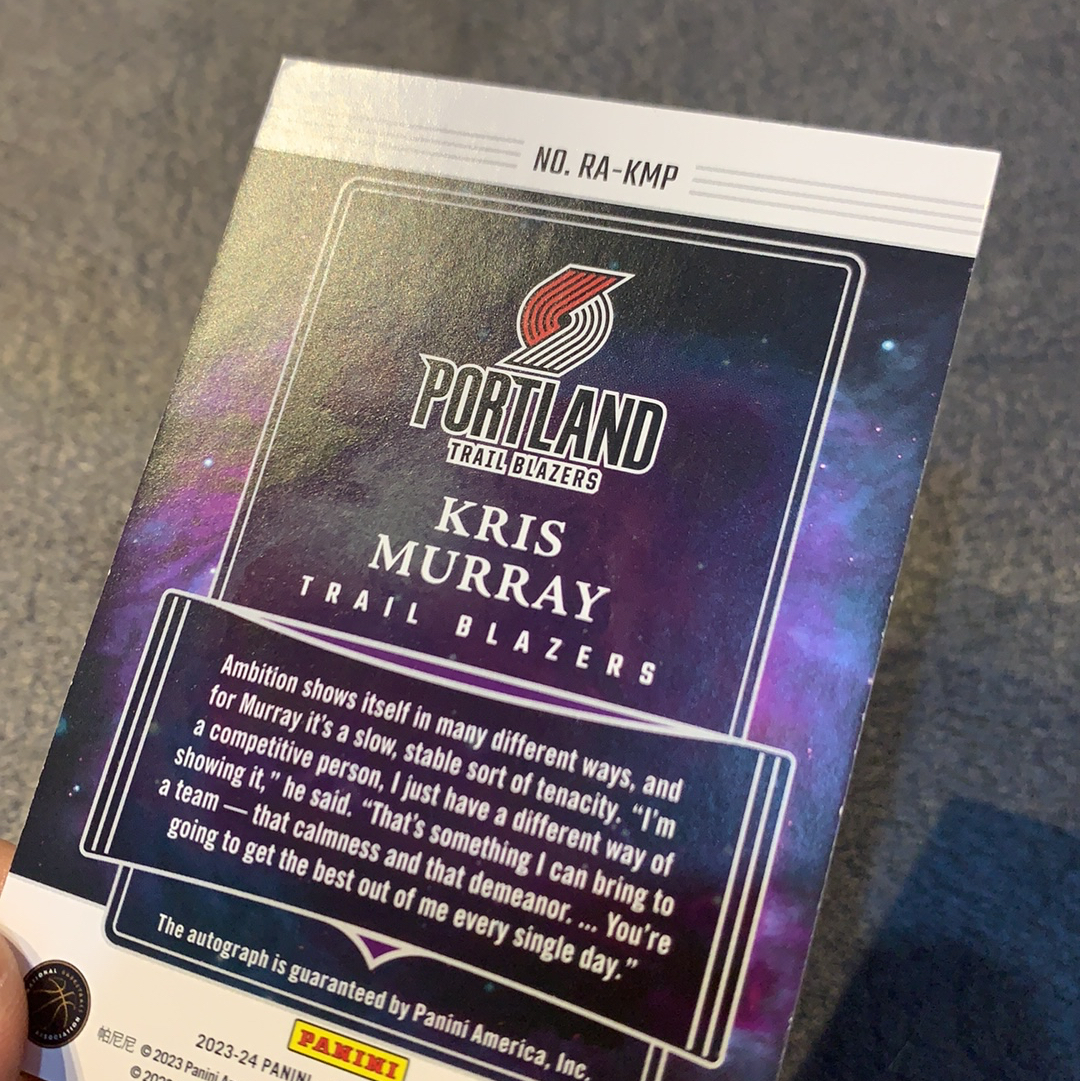 NO. RA-KMP
PORTLAND
TRAIL BLAZERS
KRIS
MURRAY
TRAIL BLAZERS
Ambition shows itself in many different ways, and
for Murray it's a slow, stable sort of tenacity. “I'm
a competitive person, I just have a different way of
showing it,” he said. “That's something I can bring to
a team — that calmness and that demeanor. ... You're
going to get the best out of me every single day.”
The autograph is guaranteed by Panini America, Inc.
NATIONAL BASKETBALL ASSOCIATION
2023-24 PANINI
PANINI
帕尼尼 © 2023 Panini